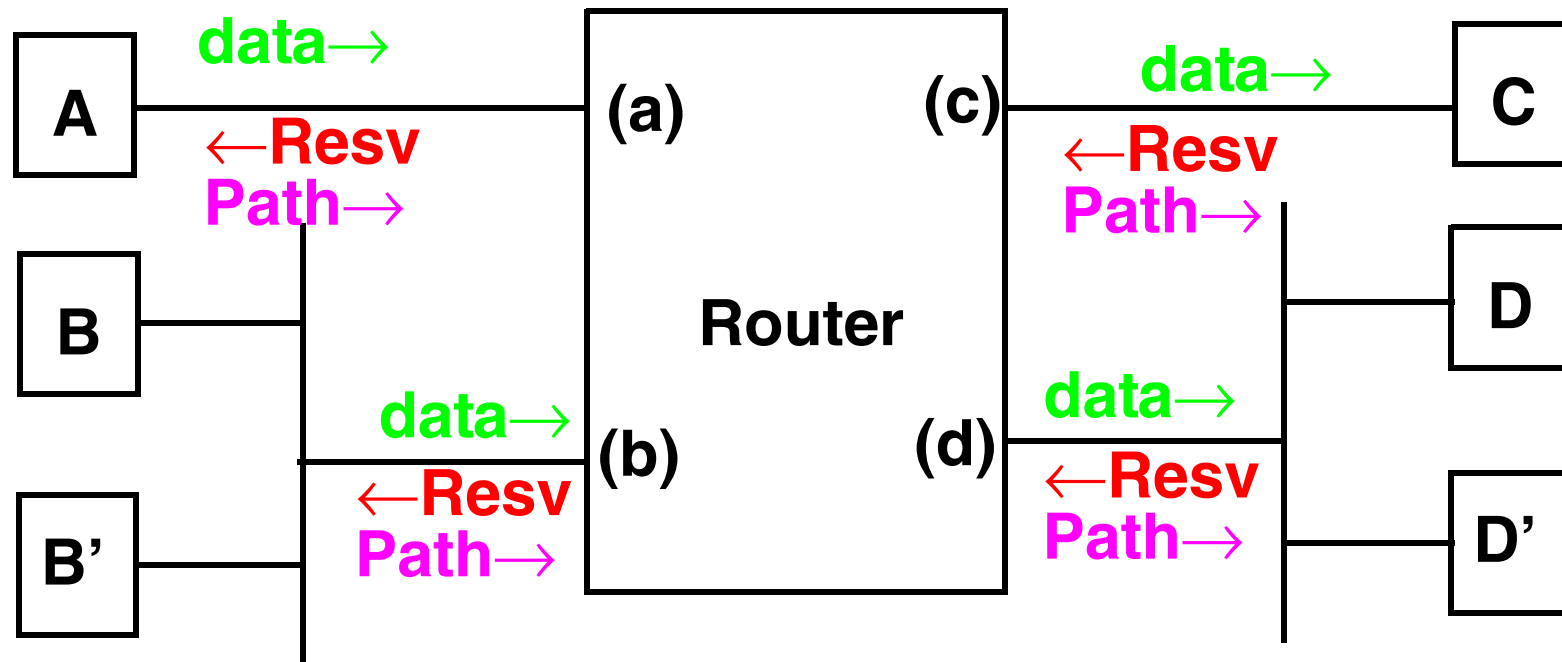 data→
A
(a)
(c)
data→
C
←Resv
Path→
←Resv
Path→
B
Router
D
data→
(b)
←Resv
Path→
data→
(d)
←Resv
Path→
B’
D’